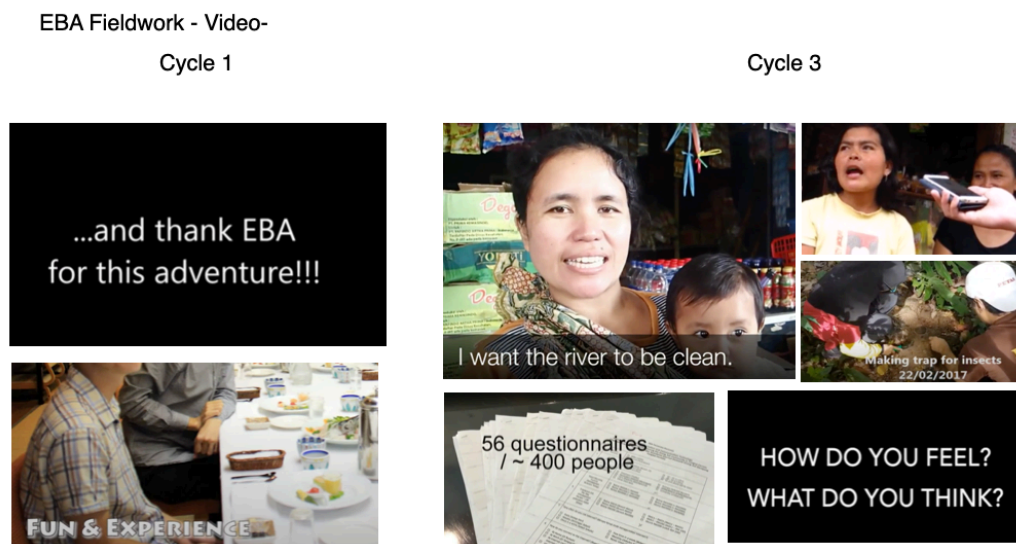 EBA Fieldwork - Video-
Cycle 1
Cycle 3
...and thank EBA
for this adventure!!!
I want the river to be clean.
Making trap for insects
22/02/2017
FUN & EXPERIENCE
56 questionnaires
/ ~ 400 people
HOW DO YOU FEEL?
WHAT DO YOU THINK?